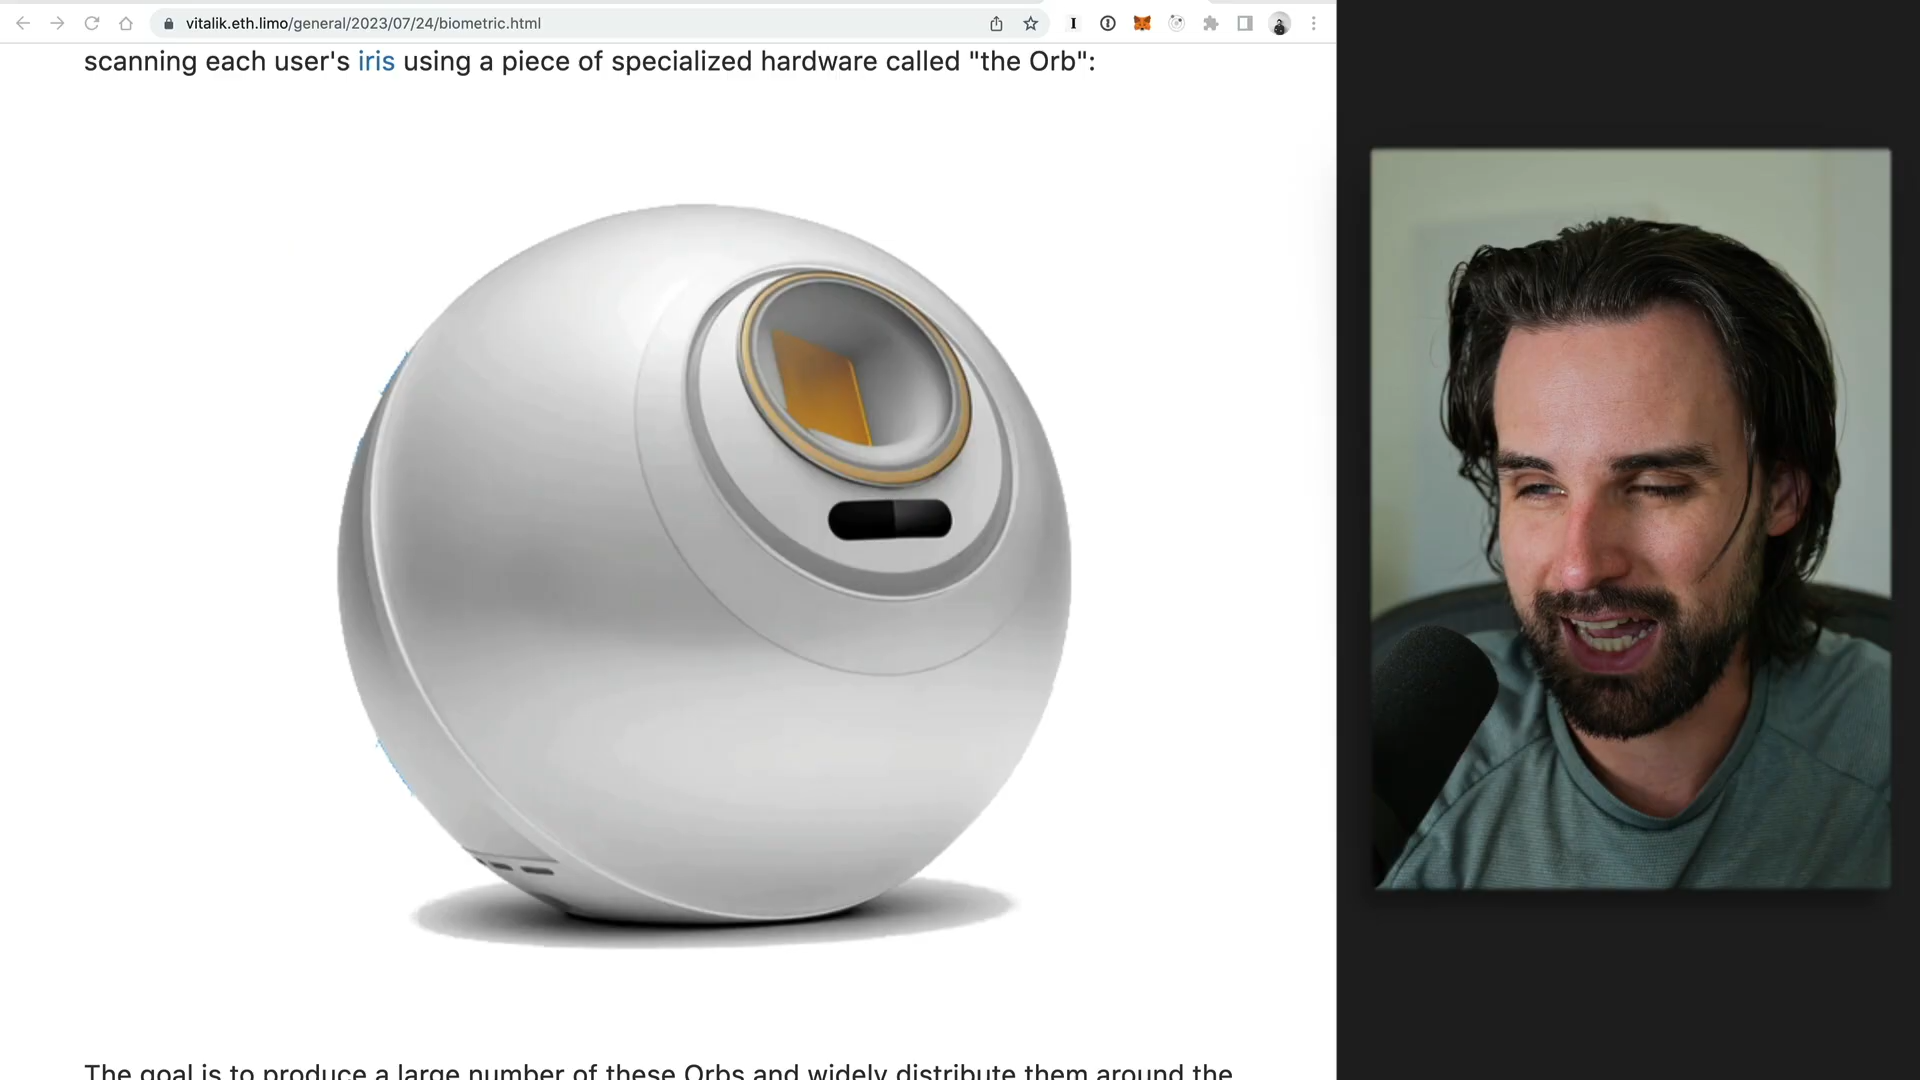 vitalik.eth.limo/general/2023/07/24/biometric.html
scanning each user's iris using a piece of specialized hardware called "the Orb":
The goal is to produce a large number of these Orbs and widely distribute them around the